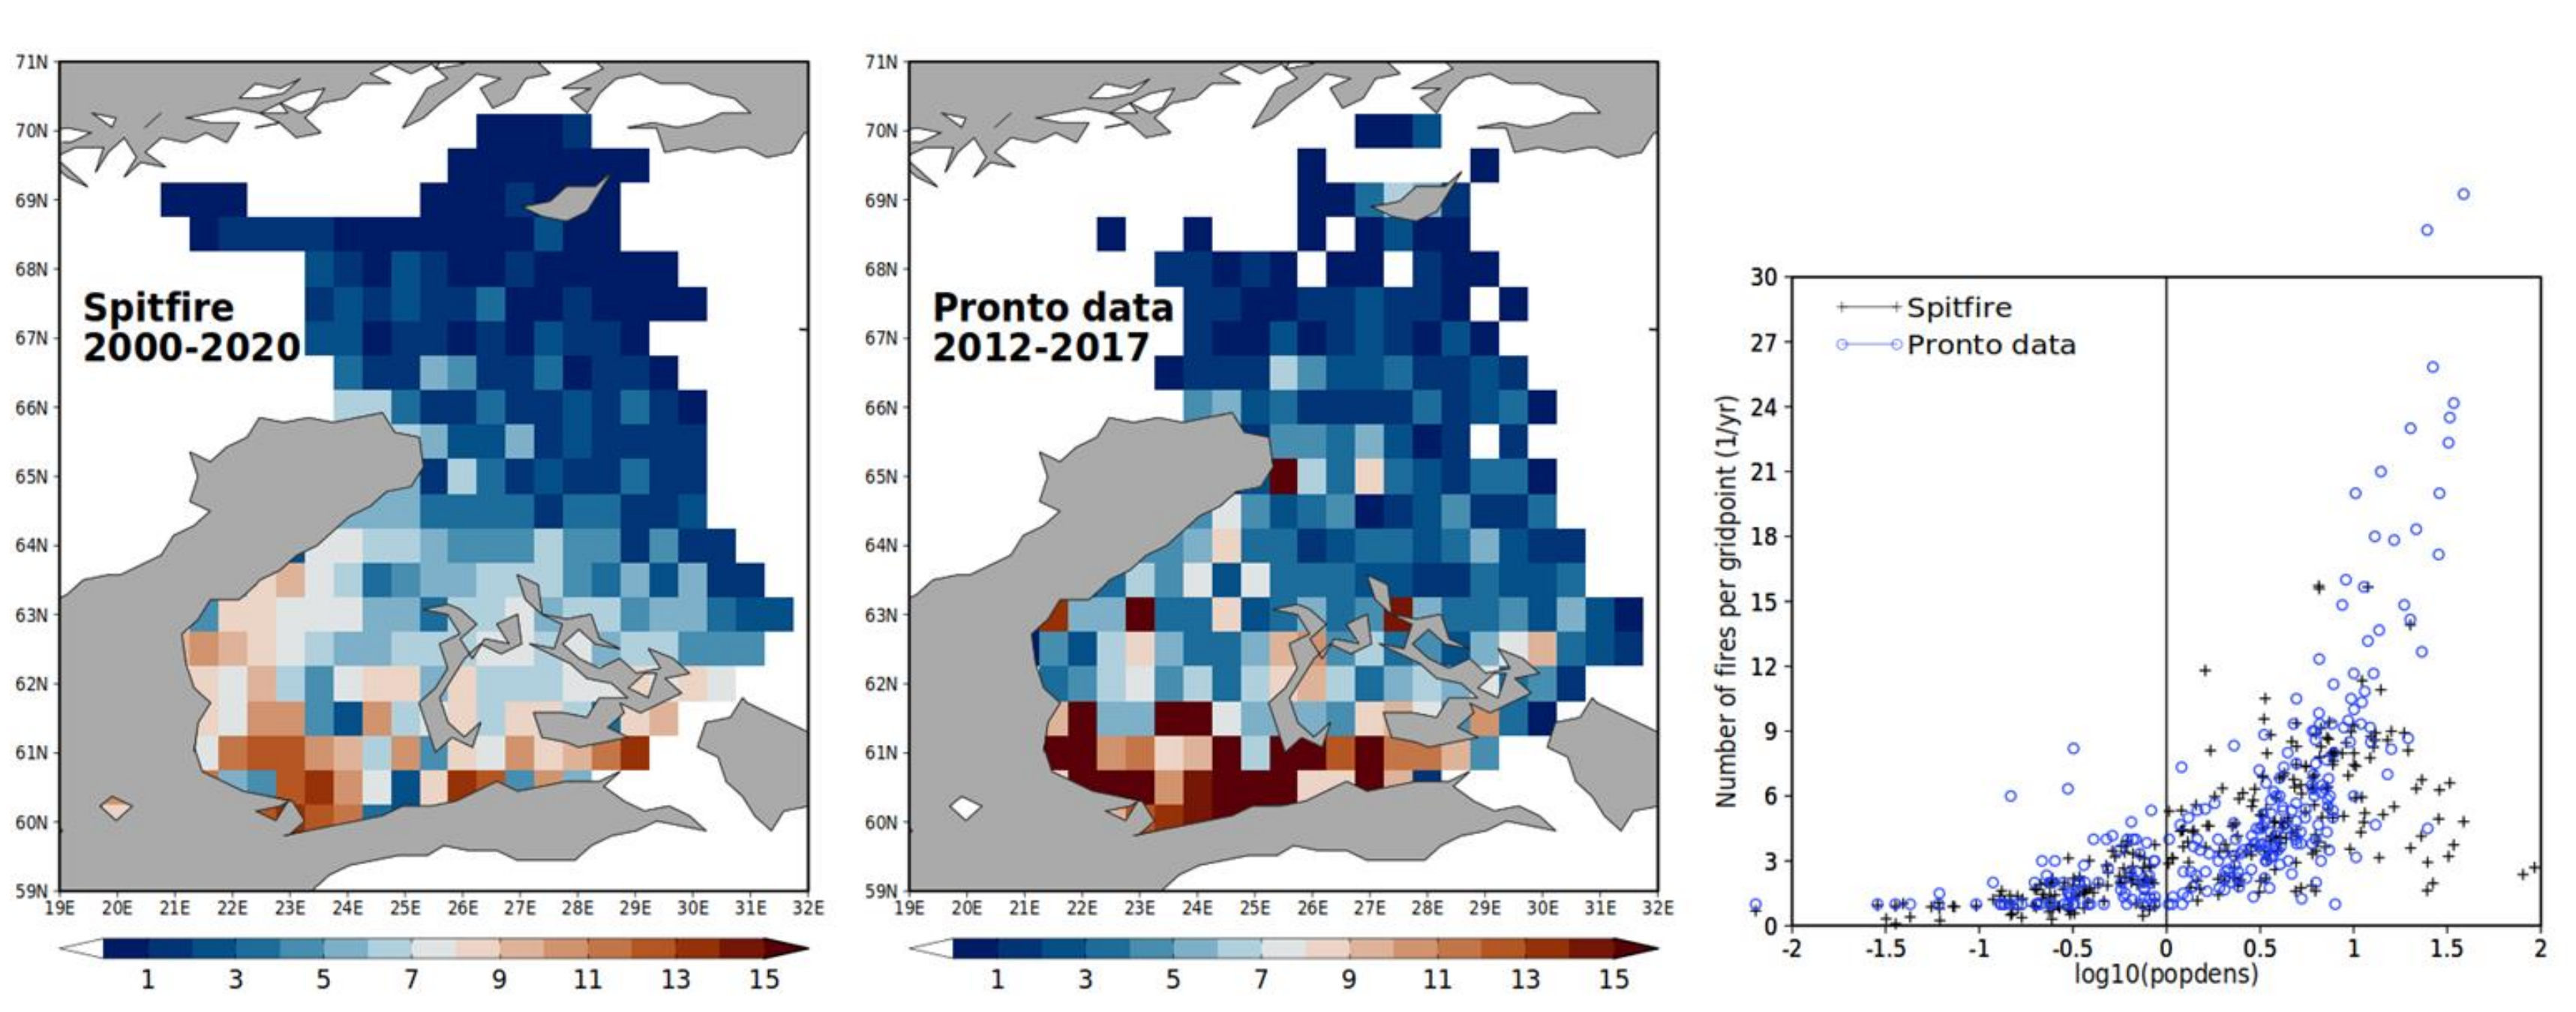 71N
70N
69N
68N
67N
66N
65N
64N
63N
62N
61N
60N
59N
Spitfire
2000-2020
19E 20E 21E 22E 23E 24E 25E 26E 27E 28E 29E 30E 31E 32E
1 3 5 7 9 11 13 15
71N
70N
69N
68N
67N
66N
65N
64N
63N
62N
61N
60N
59N
Pronto data
2012-2017
19E 20E 21E 22E 23E 24E 25E 26E 27E 28E 29E 30E 31E 32E
1 3 5 7 9 11 13 15
Number of fires per gridpoint (1/yr)
30
27
24
21
18
15
12
9
6
3
0
Spitfire
Pronto data
-2 -1.5 -1 -0.5 0 0.5 1 1.5 2
log10(popdens)